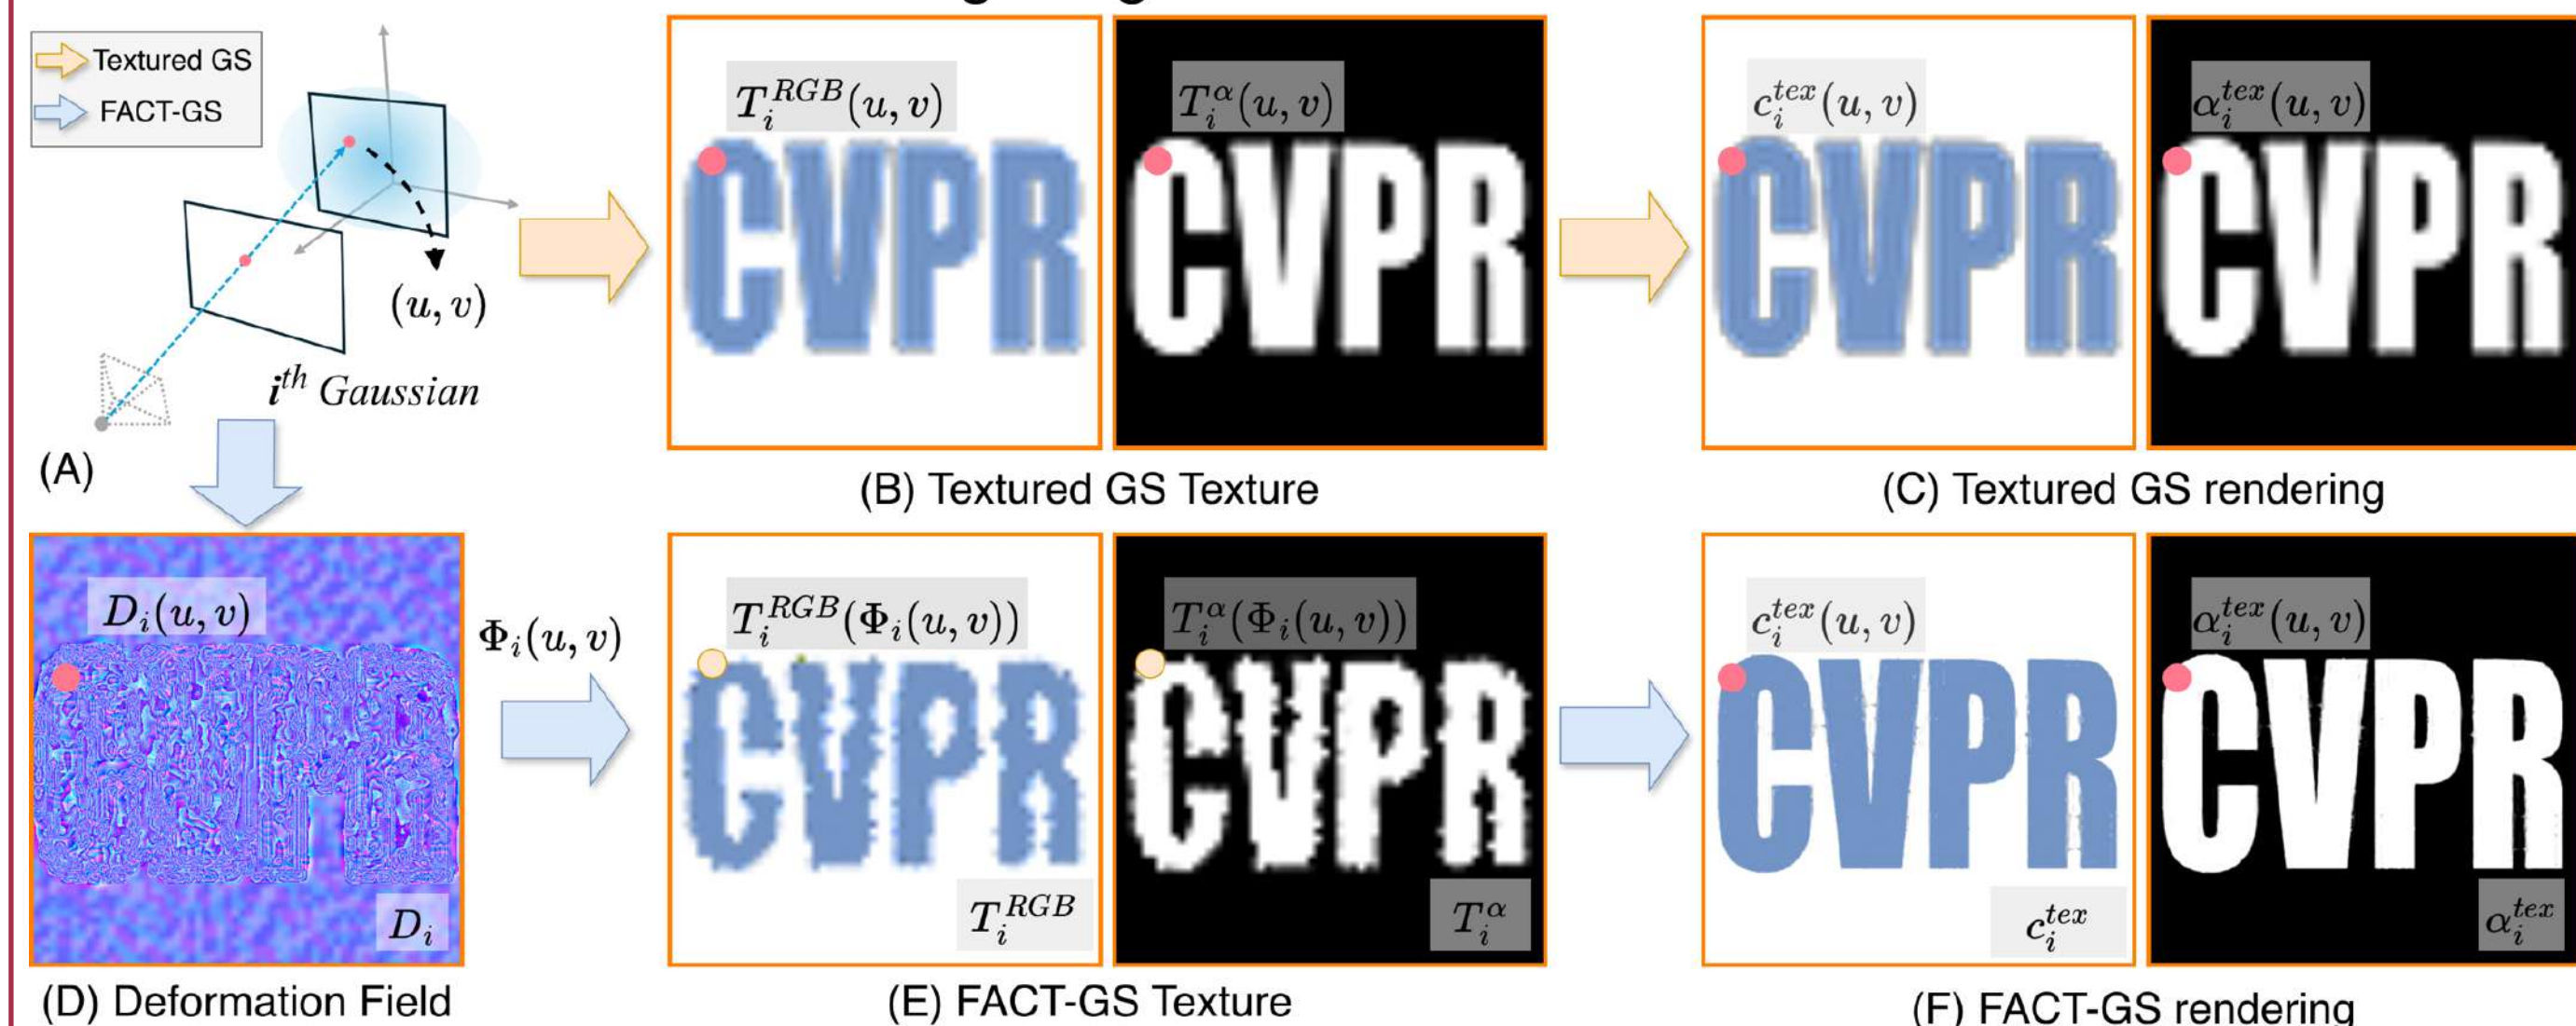 Textured GS
FACT-GS
(u, v)
i^{th} Gaussian
(A)
T_i^{RGB}(u, v)
CVPR
T_i^α(u, v)
CVPR
(B) Textured GS Texture
c_i^{tex}(u, v)
CVPR
α_i^{tex}(u, v)
CVPR
(C) Textured GS rendering
D_i(u, v)
D_i
(D) Deformation Field
Φ_i(u, v)
T_i^{RGB}(Φ_i(u, v))
CVPR
T_i^{RGB}
T_i^α(Φ_i(u, v))
CVPR
T_i^α
(E) FACT-GS Texture
c_i^{tex}(u, v)
CVPR
c_i^{tex}
α_i^{tex}(u, v)
CVPR
α_i^{tex}
(F) FACT-GS rendering